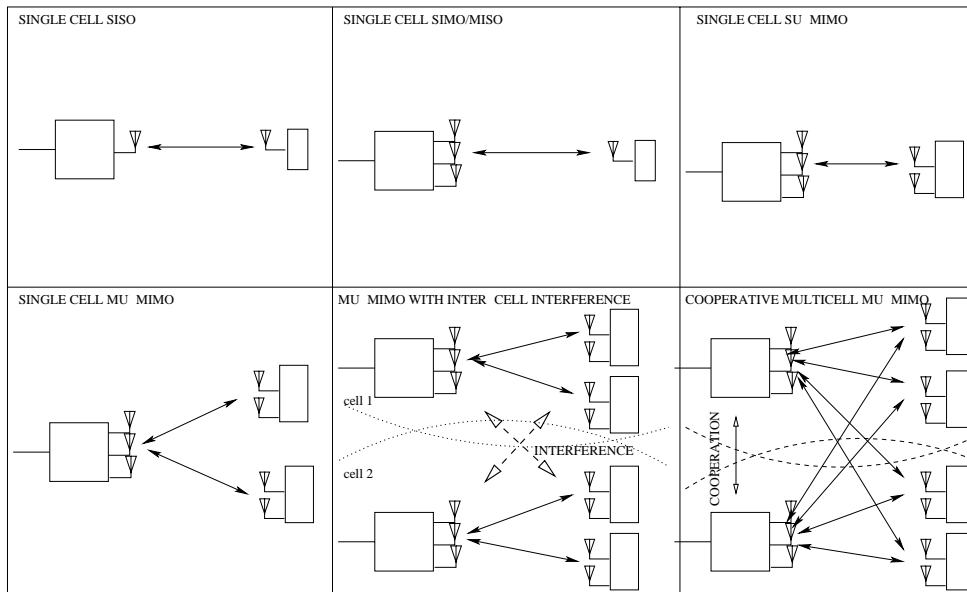 SINGLE CELL SISO
SINGLE CELL SIMO/MISO
SINGLE CELL SU MIMO
SINGLE CELL MU MIMO
MU MIMO WITH INTER CELL INTERFERENCE
cell 1
cell 2
INTERFERENCE
COOPERATIVE MULTICELL MU MIMO
COOPERATION